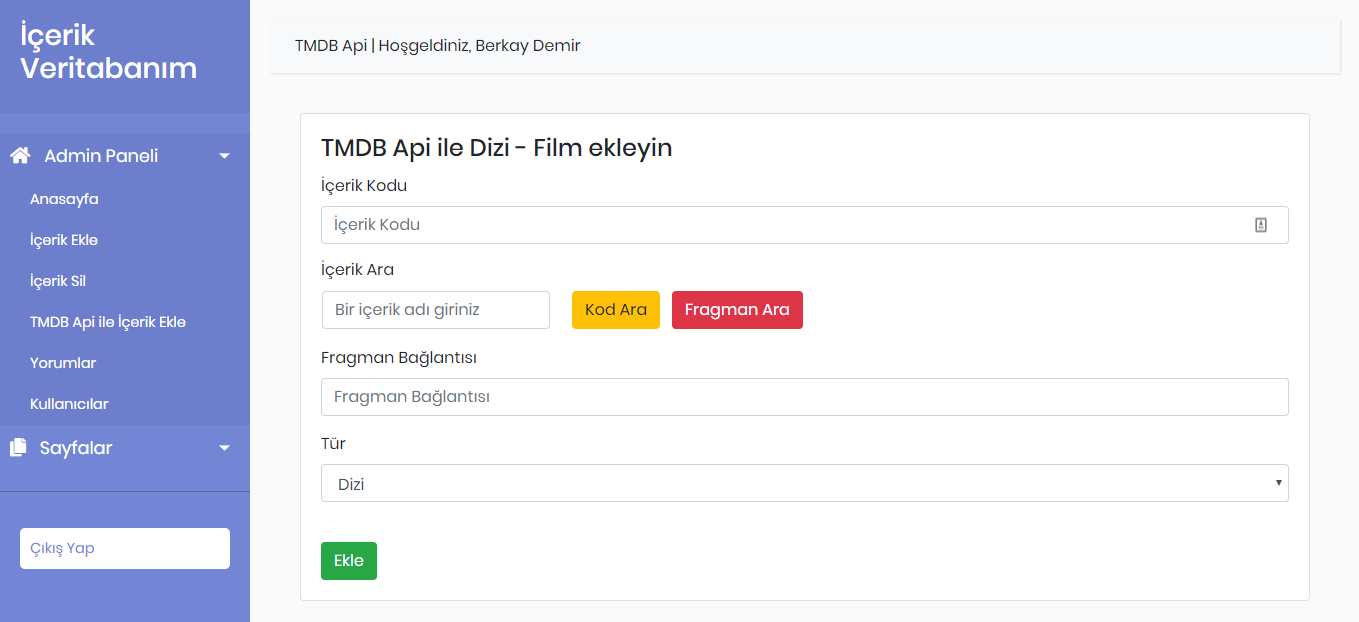 İçerik
Veritabanım
Admin Paneli
Anasayfa
İçerik Ekle
İçerik Sil
TMDB Api ile İçerik Ekle
Yorumlar
Kullanıcılar
Sayfalar
Çıkış Yap
TMDB Api | Hoşgeldiniz, Berkay Demir
TMDB Api ile Dizi - Film ekleyin
İçerik Kodu
İçerik Kodu
İçerik Ara
Bir içerik adı giriniz Kod Ara Fragman Ara
Fragman Bağlantısı
Fragman Bağlantısı
Tür
Dizi
Ekle